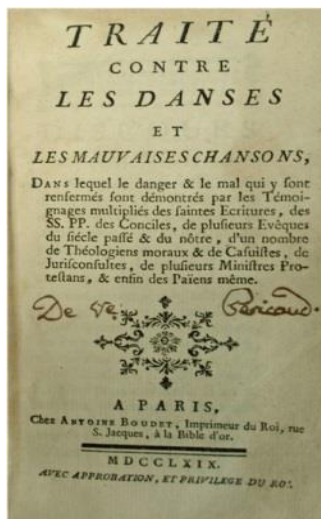 TRAITÉ
CONTRE
LES DANSES
ET
LES MAUVAISES CHANSONS,
DANS lequel le danger & le mal qui y sont
renfermés sont démontrés par les Témoi-
gnages multipliés des saintes Ecritures, des
SS. PP. des Conciles, de plusieurs Evêques
du siécle passé & du nôtre, d'un nombre
de Théologiens moraux & de Casuistes, de
Jurisconsultes, de plusieurs Ministres Pro-
testans, & enfin des Païens même.
A PARIS,
Chez ANTOINE BOUDET, Imprimeur du Roi, rue
S. Jacques, à la Bible d'or.
MDCCLXIX.
AVEC APPROBATION, ET PRIVILEGE DU ROI.